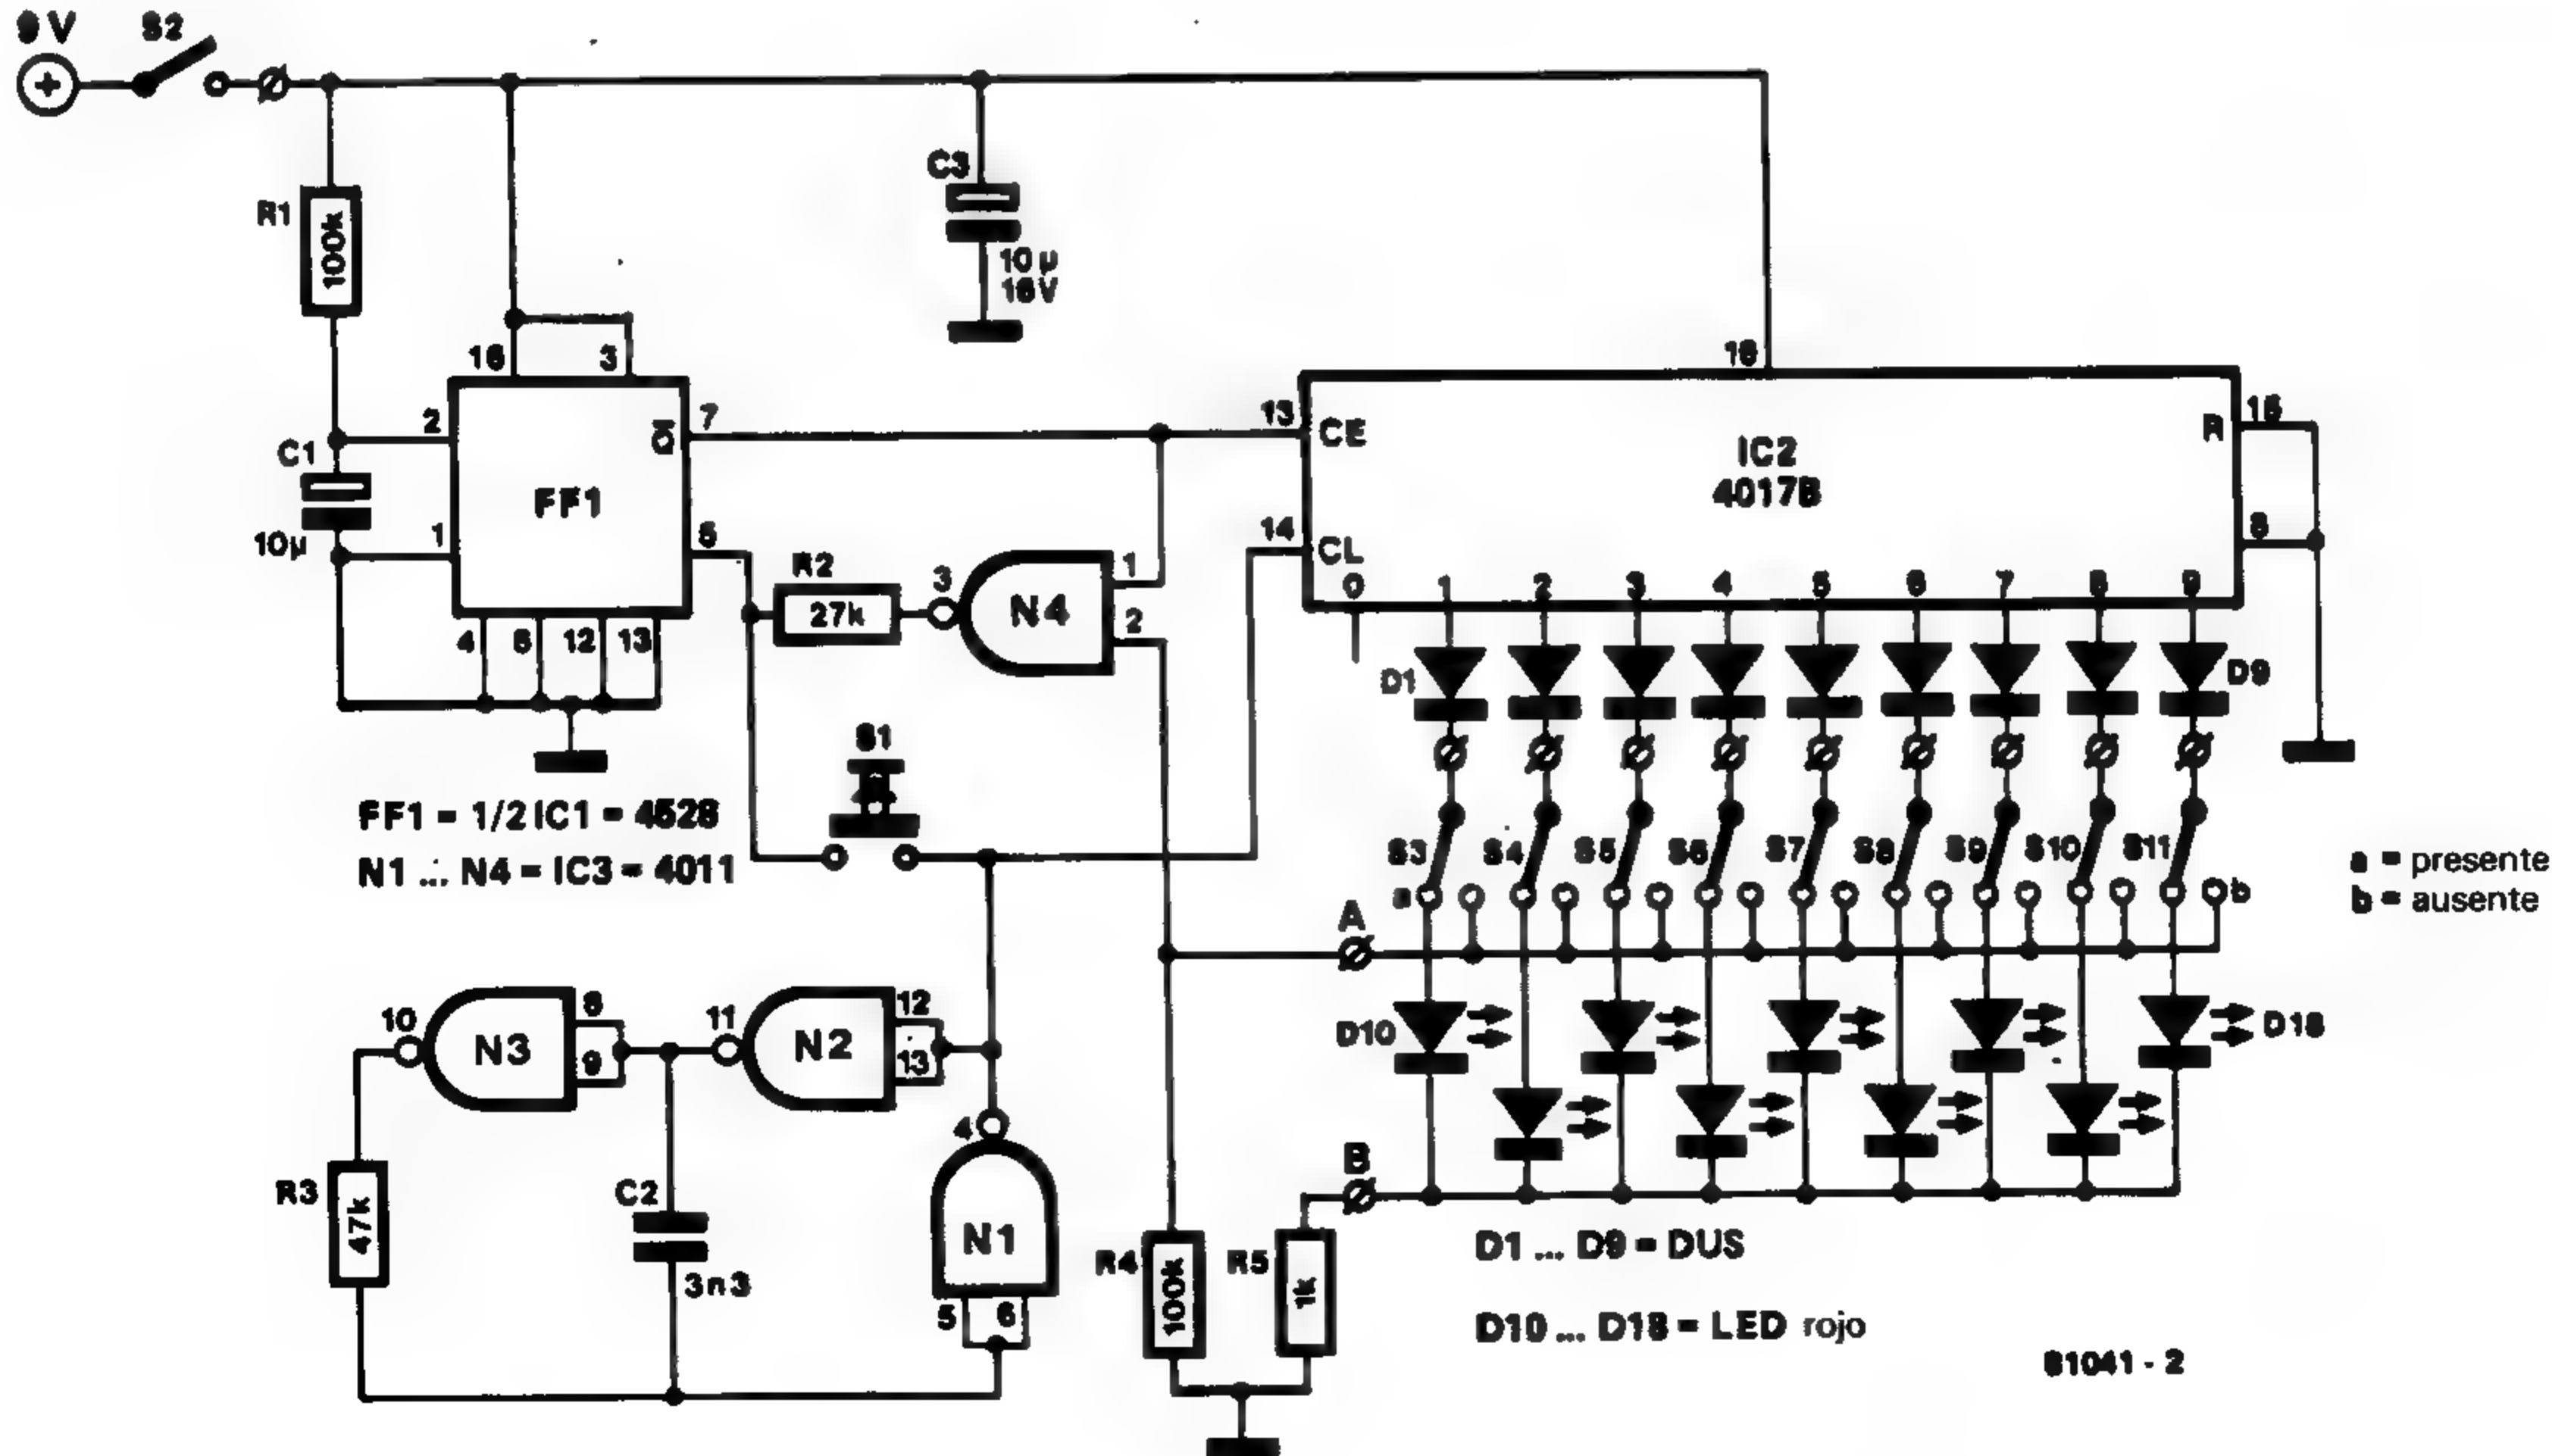 9 V
S2
R1
100k
C3
10 µ
16V
16
3
2
C1
1
10µ
FF1
Q
7
5
4
6
12
13
R2
27k
3
N4
1
2
S1
FF1 = 1/2 IC1 = 4528
N1 ... N4 = IC3 = 4011
16
13
CE
14
CL
IC2
4017B
R
15
8
0
1
2
3
4
5
6
7
8
9
D1
D9
S3
S4
S5
S6
S7
S8
S9
S10
S11
a
b
a = presente
b = ausente
A
D10
D18
B
10
N3
8
9
11
N2
12
13
4
N1
5
6
R3
47k
C2
3n3
R4
100k
R5
1k
D1 ... D9 = DUS
D10 ... D18 = LED rojo
81041 - 2